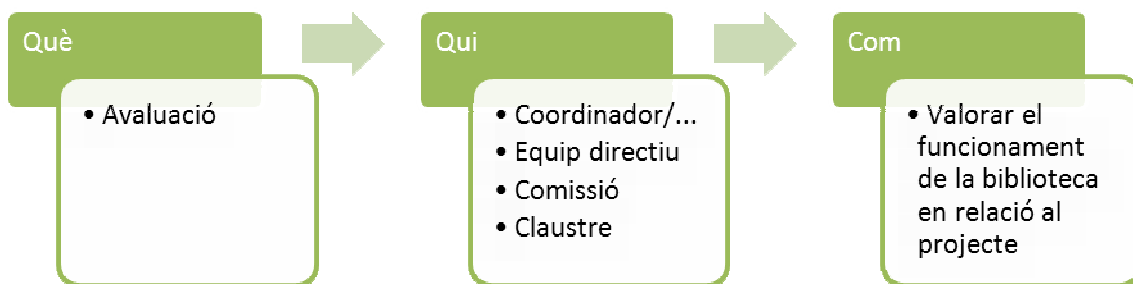 Què
• Avaluació
Qui
• Coordinador/...
• Equip directiu
• Comissió
• Claustre
Com
• Valorar el
funcionament
de la biblioteca
en relació al
projecte